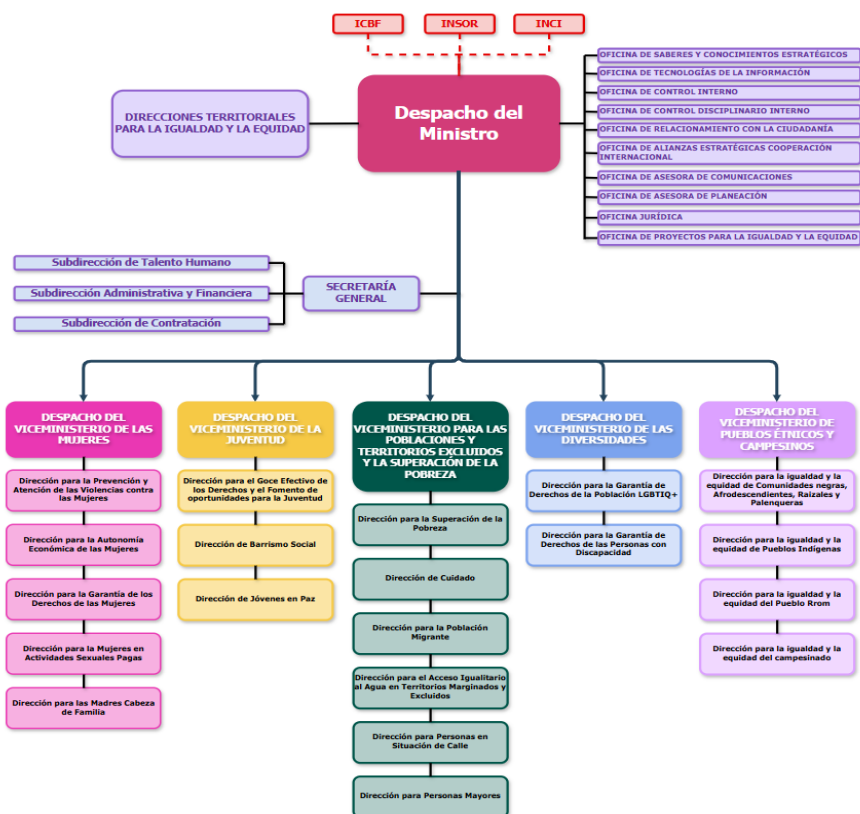 ICBF
INSOR
INCI
DIRECCIONES TERRITORIALES
PARA LA IGUALDAD Y LA EQUIDAD
Despacho del
Ministro
OFICINA DE SABERES Y CONOCIMIENTOS ESTRATÉGICOS
OFICINA DE TECNOLOGÍAS DE LA INFORMACIÓN
OFICINA DE CONTROL INTERNO
OFICINA DE CONTROL DISCIPLINARIO INTERNO
OFICINA DE RELACIONAMIENTO CON LA CIUDADANÍA
OFICINA DE ALIANZAS ESTRATÉGICAS COOPERACIÓN
INTERNACIONAL
OFICINA DE ASESORA DE COMUNICACIONES
OFICINA DE ASESORA DE PLANEACIÓN
OFICINA JURÍDICA
OFICINA DE PROYECTOS PARA LA IGUALDAD Y LA EQUIDAD
Subdirección de Talento Humano
Subdirección Administrativa y Financiera
Subdirección de Contratación
SECRETARÍA
GENERAL
DESPACHO DEL
VICEMINISTERIO DE LAS
MUJERES
Dirección para la Prevención y
Atención de las Violencias contra
las Mujeres
Dirección para la Autonomía
Económica de las Mujeres
Dirección para la Garantía de los
Derechos de las Mujeres
Dirección para la Mujeres en
Actividades Sexuales Pagas
Dirección para las Madres Cabeza
de Familia
DESPACHO DEL
VICEMINISTERIO DE LA
JUVENTUD
Dirección para el Goce Efectivo de
los Derechos y el Fomento de
oportunidades para la Juventud
Dirección de Barrismo Social
Dirección de Jóvenes en Paz
DESPACHO DEL
VICEMINISTERIO PARA LAS
POBLACIONES Y
TERRITORIOS EXCLUIDOS
Y LA SUPERACIÓN DE LA
POBREZA
Dirección para la Superación de la
Pobreza
Dirección de Cuidado
Dirección para la Población
Migrante
Dirección para el Acceso Igualitario
al Agua en Territorios Marginados y
Excluidos
Dirección para Personas en
Situación de Calle
Dirección para Personas Mayores
DESPACHO DEL
VICEMINISTERIO DE LAS
DIVERSIDADES
Dirección para la Garantía de
Derechos de la Población LGBTIQ+
Dirección para la Garantía de
Derechos de las Personas con
Discapacidad
DESPACHO DEL
VICEMINISTERIO DE
PUEBLOS ÉTNICOS Y
CAMPESINOS
Dirección para la igualdad y la
equidad de Comunidades negras,
Afrodescendientes, Raizales y
Palenqueras
Dirección para la igualdad y la
equidad de Pueblos Indígenas
Dirección para la igualdad y la
equidad del Pueblo Rrom
Dirección para la igualdad y la
equidad del campesinado